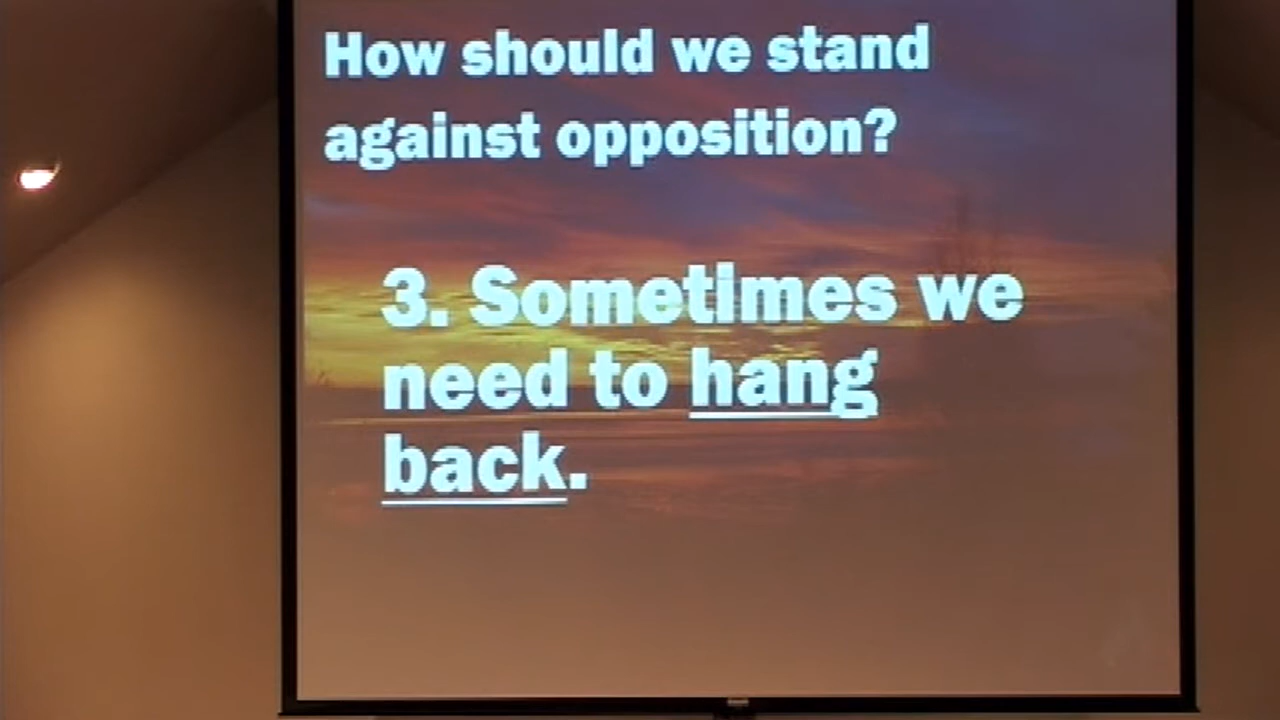 How should we stand
against opposition?
3. Sometimes we
need to hang
back.